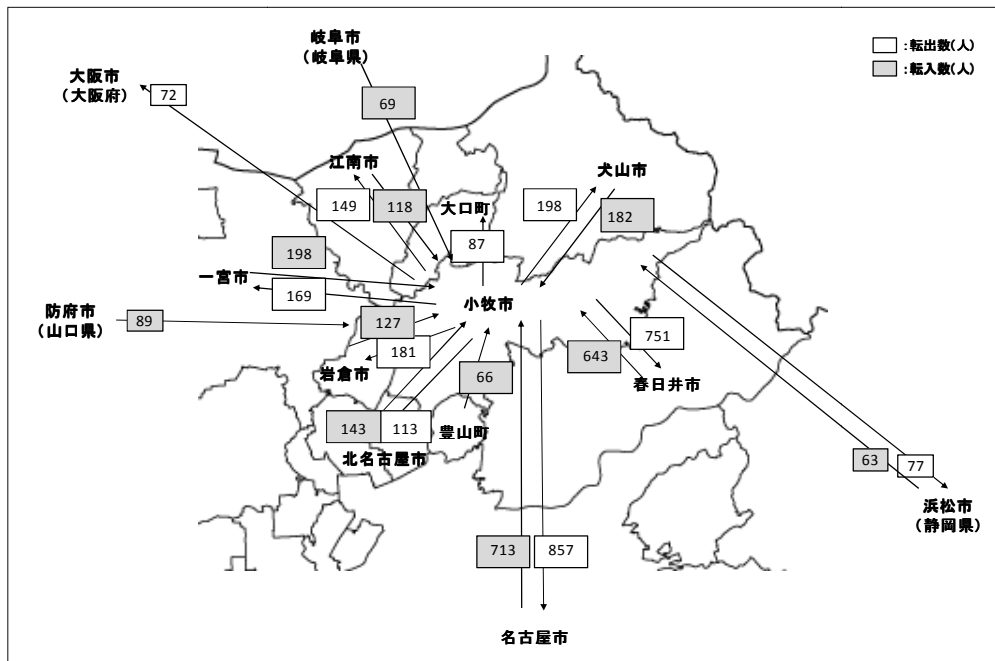 岐阜市
(岐阜県)
:転出数(人)
:転入数(人)
大阪市
(大阪府)
72
69
江南市
犬山市
149
118
大口町
198
182
87
198
一宮市
169
小牧市
防府市
(山口県)
89
127
751
181
643
岩倉市
66
春日井市
143
113
豊山町
北名古屋市
63
77
浜松市
(静岡県)
713
857
名古屋市